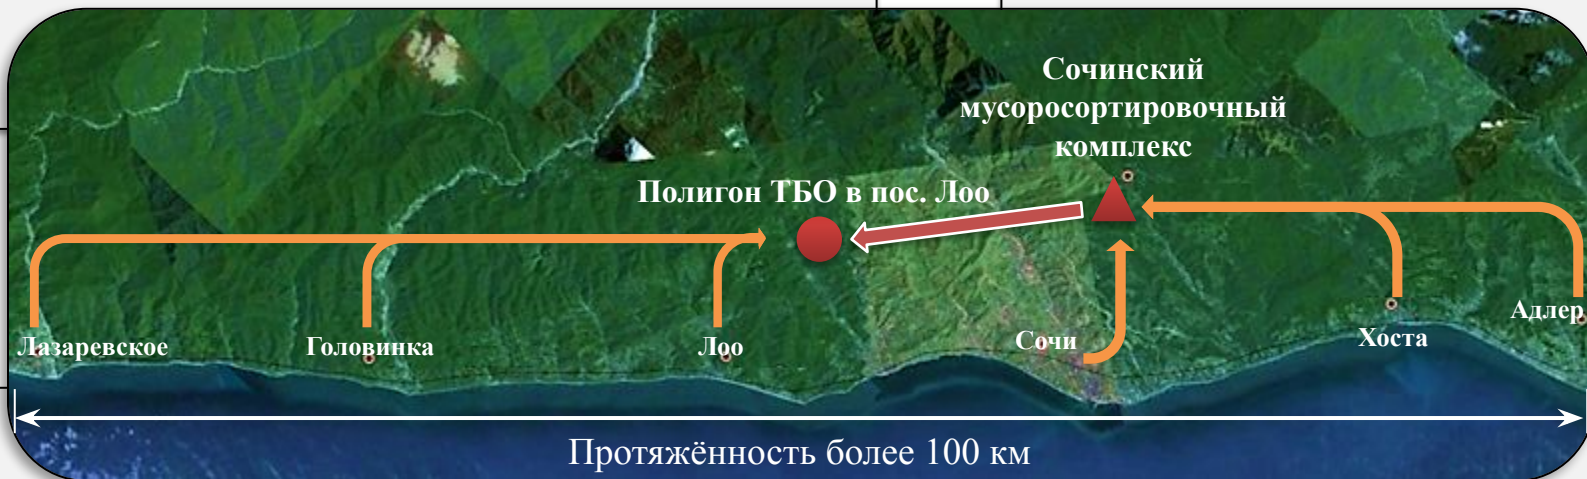 Сочинский
мусоросортировочный
комплекс
Полигон ТБО в пос. Лоо
Лазаревское
Головинка
Лоо
Сочи
Хоста
Адлер
Протяжённость более 100 км